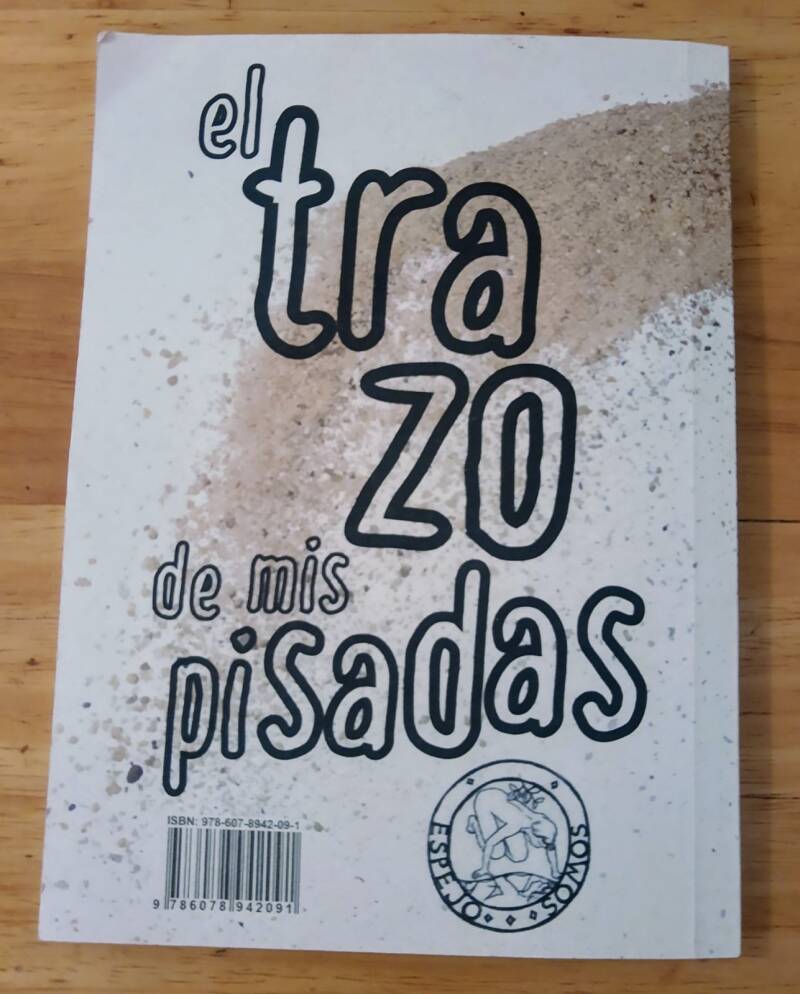 el
tra
zo
de mis
pisadas
ISBN: 978-607-8942-09-1
9 786078 942091
ESPEJO SOMOS